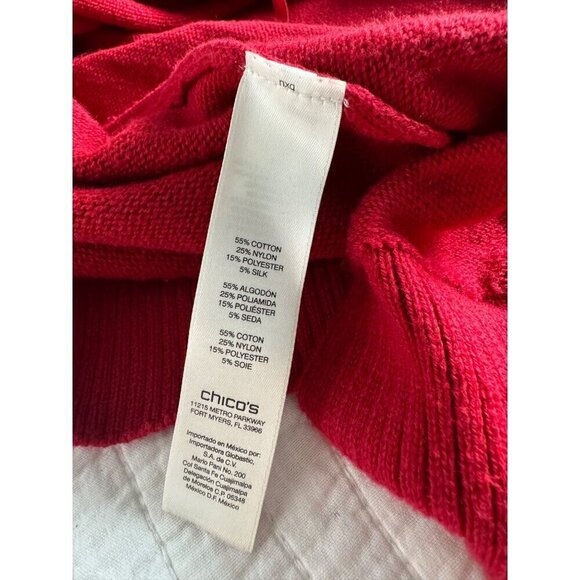 nxq
55% COTTON
25% NYLON
15% POLYESTER
5% SILK
55% ALGODÓN
25% POLIAMIDA
15% POLIÉSTER
5% SEDA
55% COTON
25% NYLON
15% POLYESTER
5% SOIE
chico's
11215 METRO PARKWAY
FORT MYERS, FL 33966
Importado en México por:
Importadora Globastic,
S.A. de C.V.
Mario Pani No. 200
Col Santa Fe Cuajimalpa
Delegación Cuajimalpa
de Morelos C.P. 05348
México D.F. México